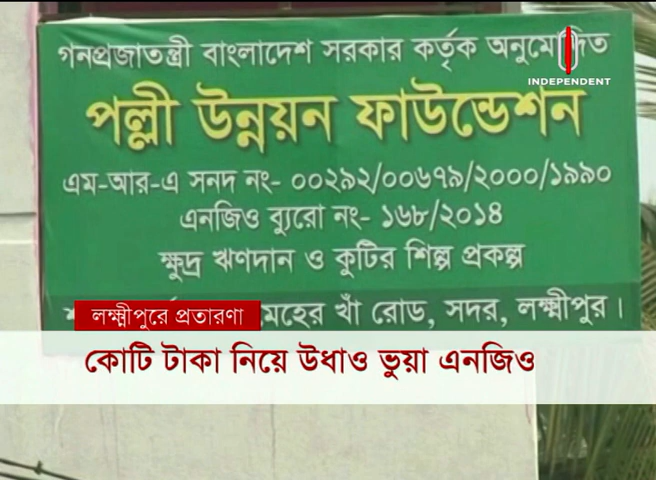 গনপ্রজাতন্ত্রী বাংলাদেশ সরকার কর্তৃক অনুমোদিত
INDEPENDENT
পল্লী উন্নয়ন ফাউন্ডেশন
এম-আর-এ সনদ নং- ০০২৯২/০০৬৭৯/২০০০/১৯৯০
এনজিও ব্যুরো নং- ১৬৮/২০১৪
ক্ষুদ্র ঋণদান ও কুটির শিল্প প্রকল্প
মেহের খাঁ রোড, সদর, লক্ষ্মীপুর।
লক্ষ্মীপুরে প্রতারণা
কোটি টাকা নিয়ে উধাও ভুয়া এনজিও